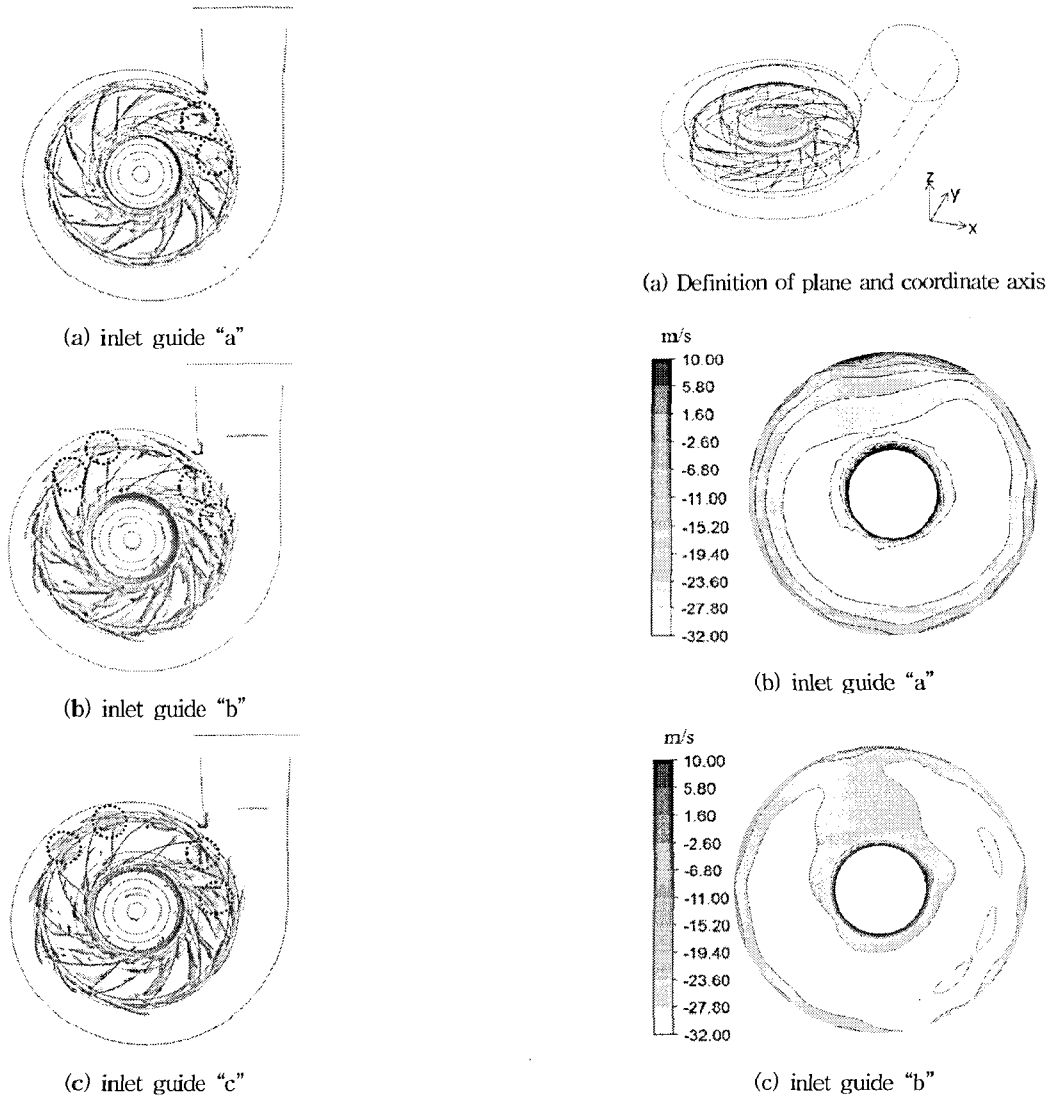 (a) inlet guide “a”
(b) inlet guide “b”
(c) inlet guide “c”
z
y
x
(a) Definition of plane and coordinate axis
m/s
10.00
5.80
1.60
-2.60
-6.80
-11.00
-15.20
-19.40
-23.60
-27.80
-32.00
(b) inlet guide “a”
m/s
10.00
5.80
1.60
-2.60
-6.80
-11.00
-15.20
-19.40
-23.60
-27.80
-32.00
(c) inlet guide “b”